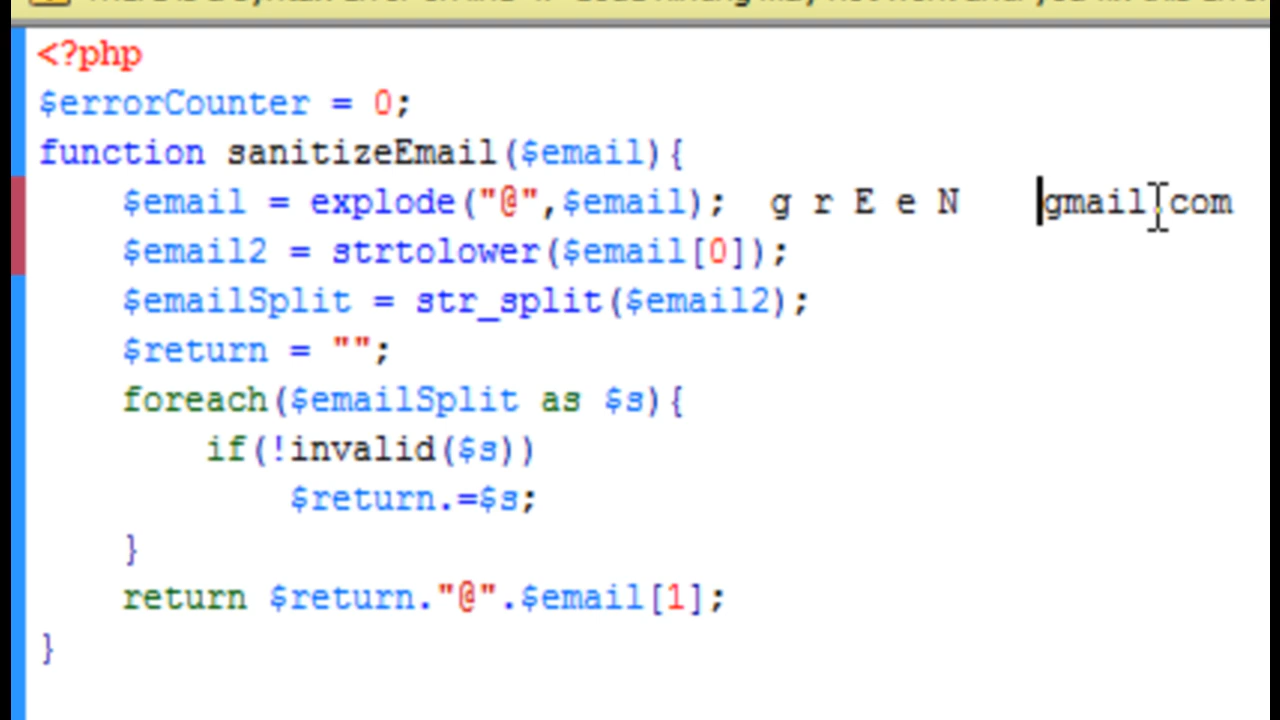 <?php
$errorCounter = 0;
function sanitizeEmail($email){
    $email = explode("@",$email);  g r E e N    gmail.com
    $email2 = strtolower($email[0]);
    $emailSplit = str_split($email2);
    $return = "";
    foreach($emailSplit as $s){
        if(!invalid($s))
            $return.=$s;
    }
    return $return."@".$email[1];
}